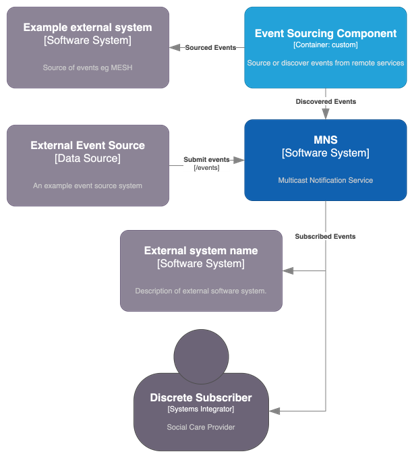 Example external system
[Software System]
Source of events eg MESH
Sourced Events
Event Sourcing Component
[Container: custom]
Source or discover events from remote services
Discovered Events
External Event Source
[Data Source]
An example event source system
Submit events
[/events]
MNS
[Software System]
Multicast Notification Service
Subscribed Events
External system name
[Software System]
Description of external software system.
Discrete Subscriber
[Systems Integrator]
Social Care Provider